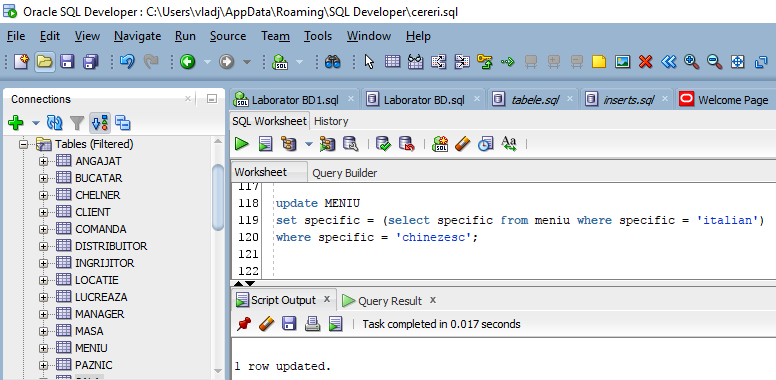 Oracle SQL Developer : C:\Users\vladj\AppData\Roaming\SQL Developer\cereri.sql
File Edit View Navigate Run Source Team Tools Window Help
Connections
Tables (Filtered)
ANGAJAT
BUCATAR
CHELNER
CLIENT
COMANDA
DISTRIBUITOR
INGRIJITOR
LOCATIE
LUCREAZA
MANAGER
MASA
MENIU
PAZNIC
Laborator BD1.sql Laborator BD.sql tabele.sql inserts.sql Welcome Page
SQL Worksheet History
SQL Aa
Worksheet Query Builder
117
118 update MENIU
119 set specific = (select specific from meniu where specific = 'italian')
120 where specific = 'chinezesc';
121
122
Script Output x Query Result x
Task completed in 0.017 seconds
1 row updated.